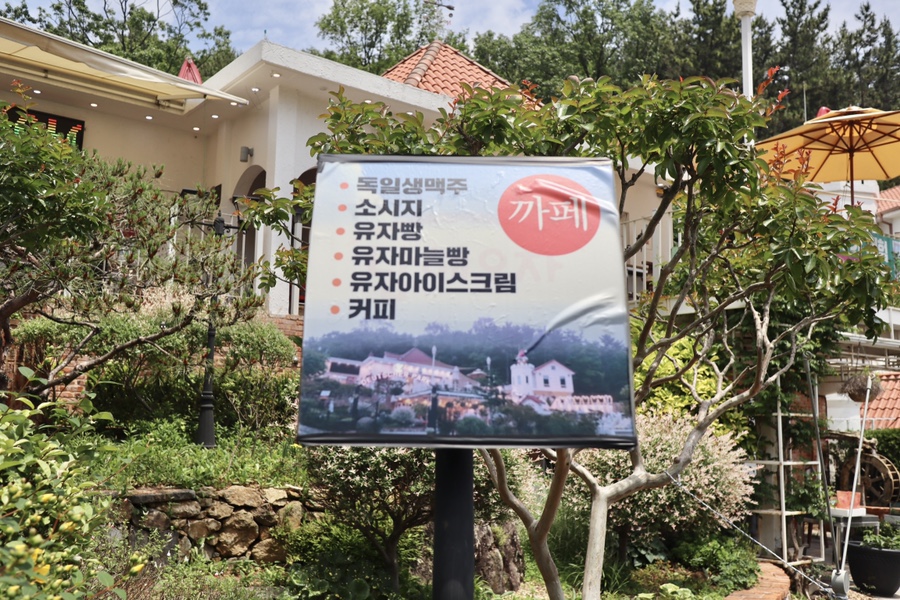 독일생맥주
소시지
유자빵
유자마늘빵
유자아이스크림
커피
까페